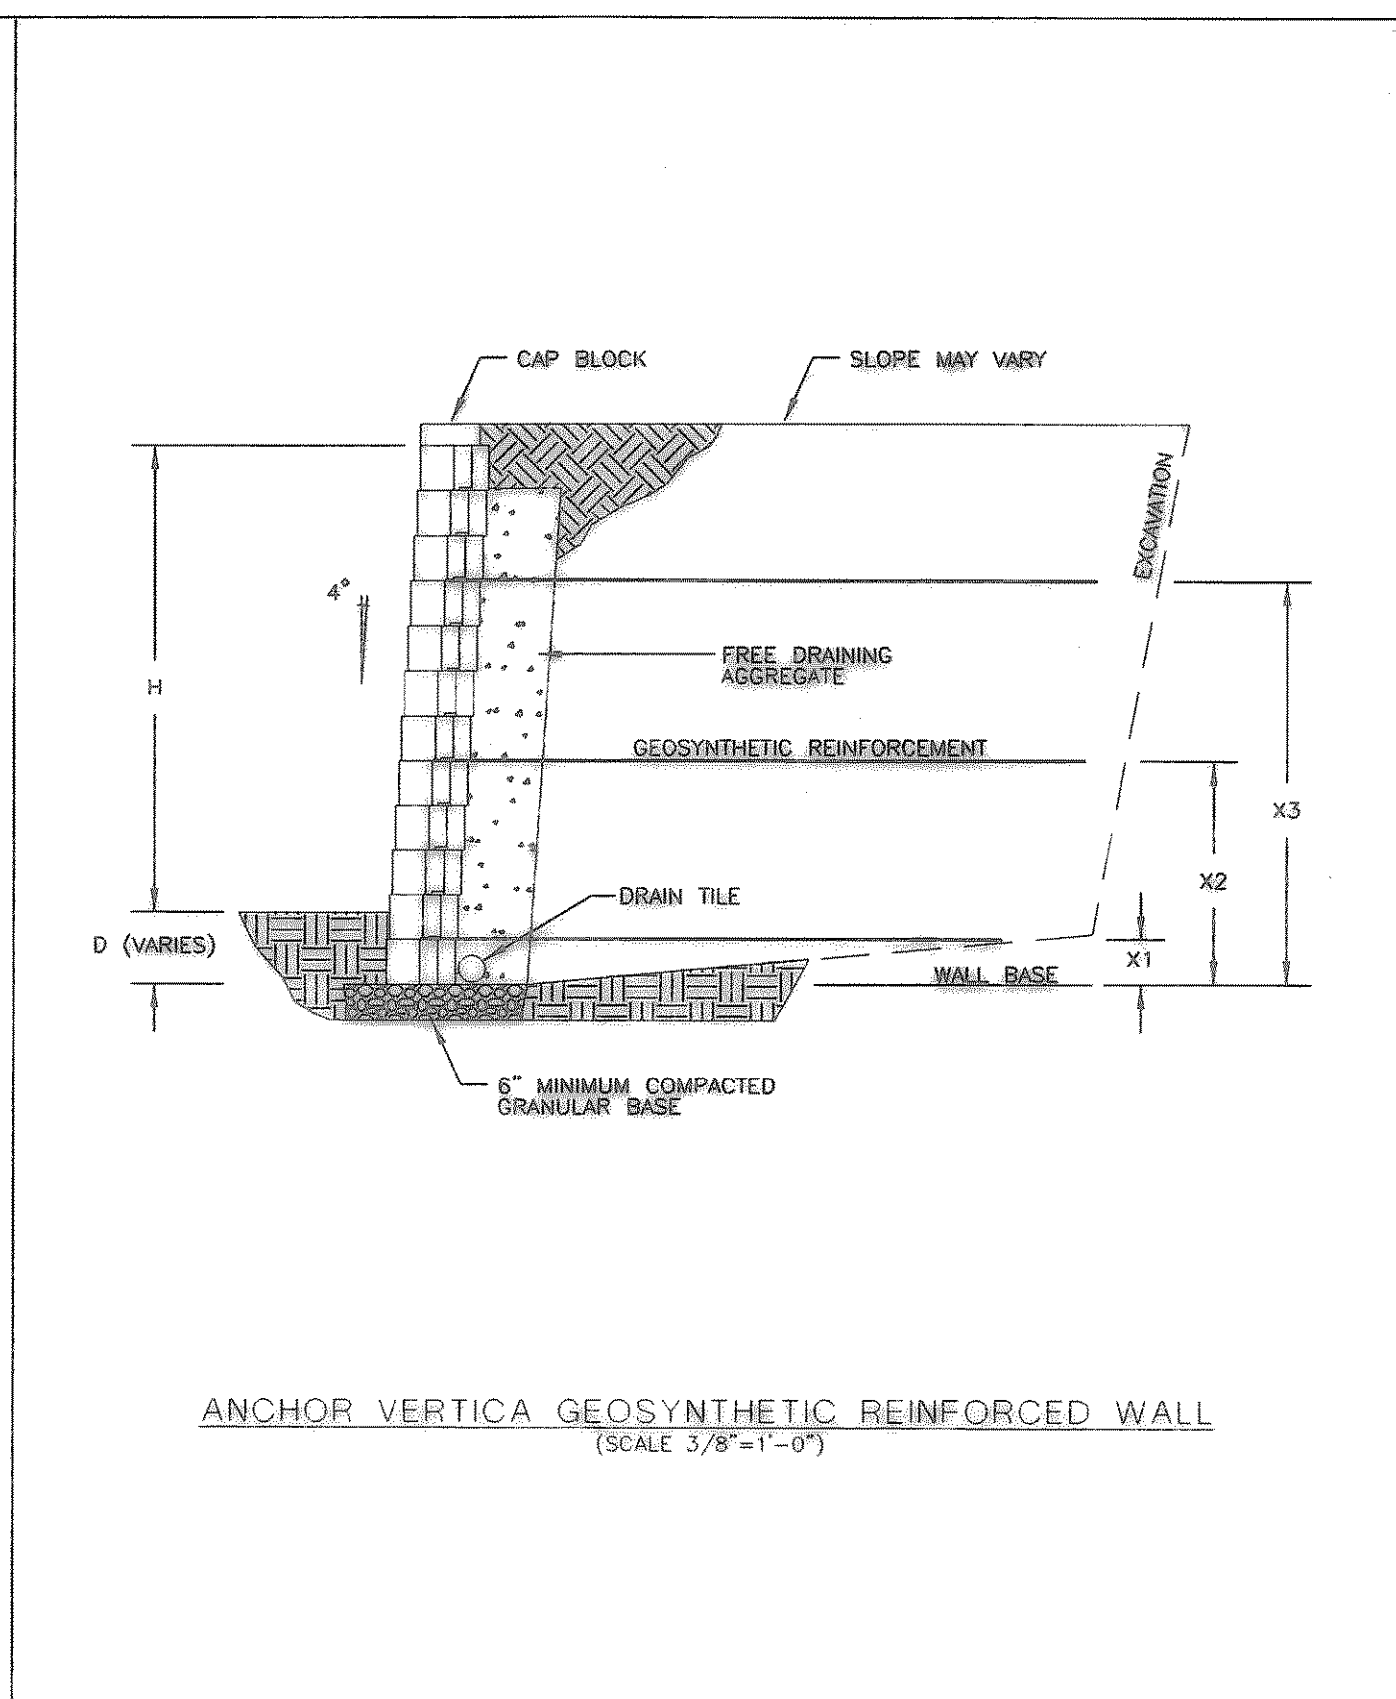 CAP BLOCK
SLOPE MAY VARY
EXCAVATION
4°
FREE DRAINING
AGGREGATE
H
GEOSYNTHETIC REINFORCEMENT
X3
X2
DRAIN TILE
D (VARIES)
X1
WALL BASE
6" MINIMUM COMPACTED
GRANULAR BASE
ANCHOR VERTICA GEOSYNTHETIC REINFORCED WALL
(SCALE 3/8"=1'-0")